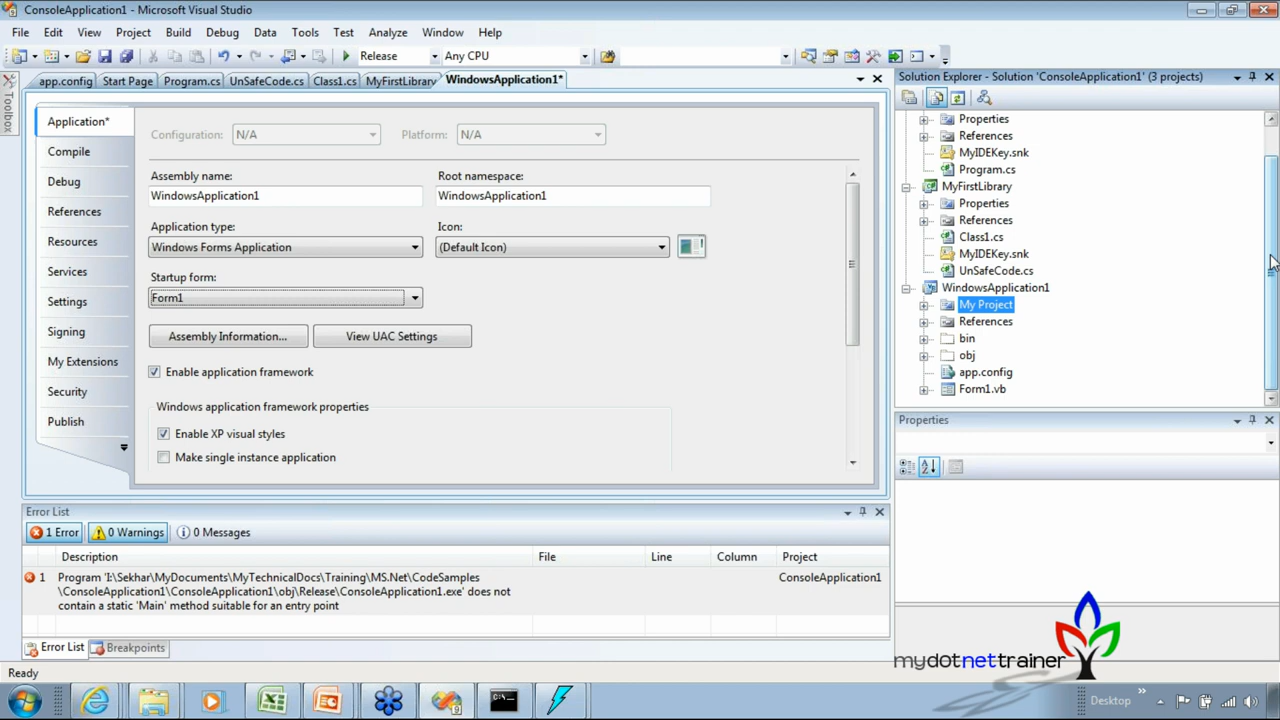 ConsoleApplication1 - Microsoft Visual Studio
File Edit View Project Build Debug Data Tools Test Analyze Window Help
Release Any CPU
app.config Start Page Program.cs UnSafeCode.cs Class1.cs MyFirstLibrary WindowsApplication1*
Toolbox
Application*
Compile
Debug
References
Resources
Services
Settings
Signing
My Extensions
Security
Publish
Configuration: N/A Platform: N/A
Assembly name: Root namespace:
WindowsApplication1 WindowsApplication1
Application type: Icon:
Windows Forms Application (Default Icon)
Startup form:
Form1
Assembly Information... View UAC Settings
Enable application framework
Windows application framework properties
Enable XP visual styles
Make single instance application
Solution Explorer - Solution 'ConsoleApplication1' (3 projects)
Properties
References
MyIDEKey.snk
Program.cs
MyFirstLibrary
Properties
References
Class1.cs
MyIDEKey.snk
UnSafeCode.cs
WindowsApplication1
My Project
References
bin
obj
app.config
Form1.vb
Properties
Error List
1 Error 0 Warnings 0 Messages
Description File Line Column Project
1 Program 'I:\Sekhar\MyDocuments\MyTechnicalDocs\Training\MS.Net\CodeSamples ConsoleApplication1
\ConsoleApplication1\ConsoleApplication1\obj\Release\ConsoleApplication1.exe' does not
contain a static 'Main' method suitable for an entry point
Error List Breakpoints
Ready
mydotnettrainer
Desktop